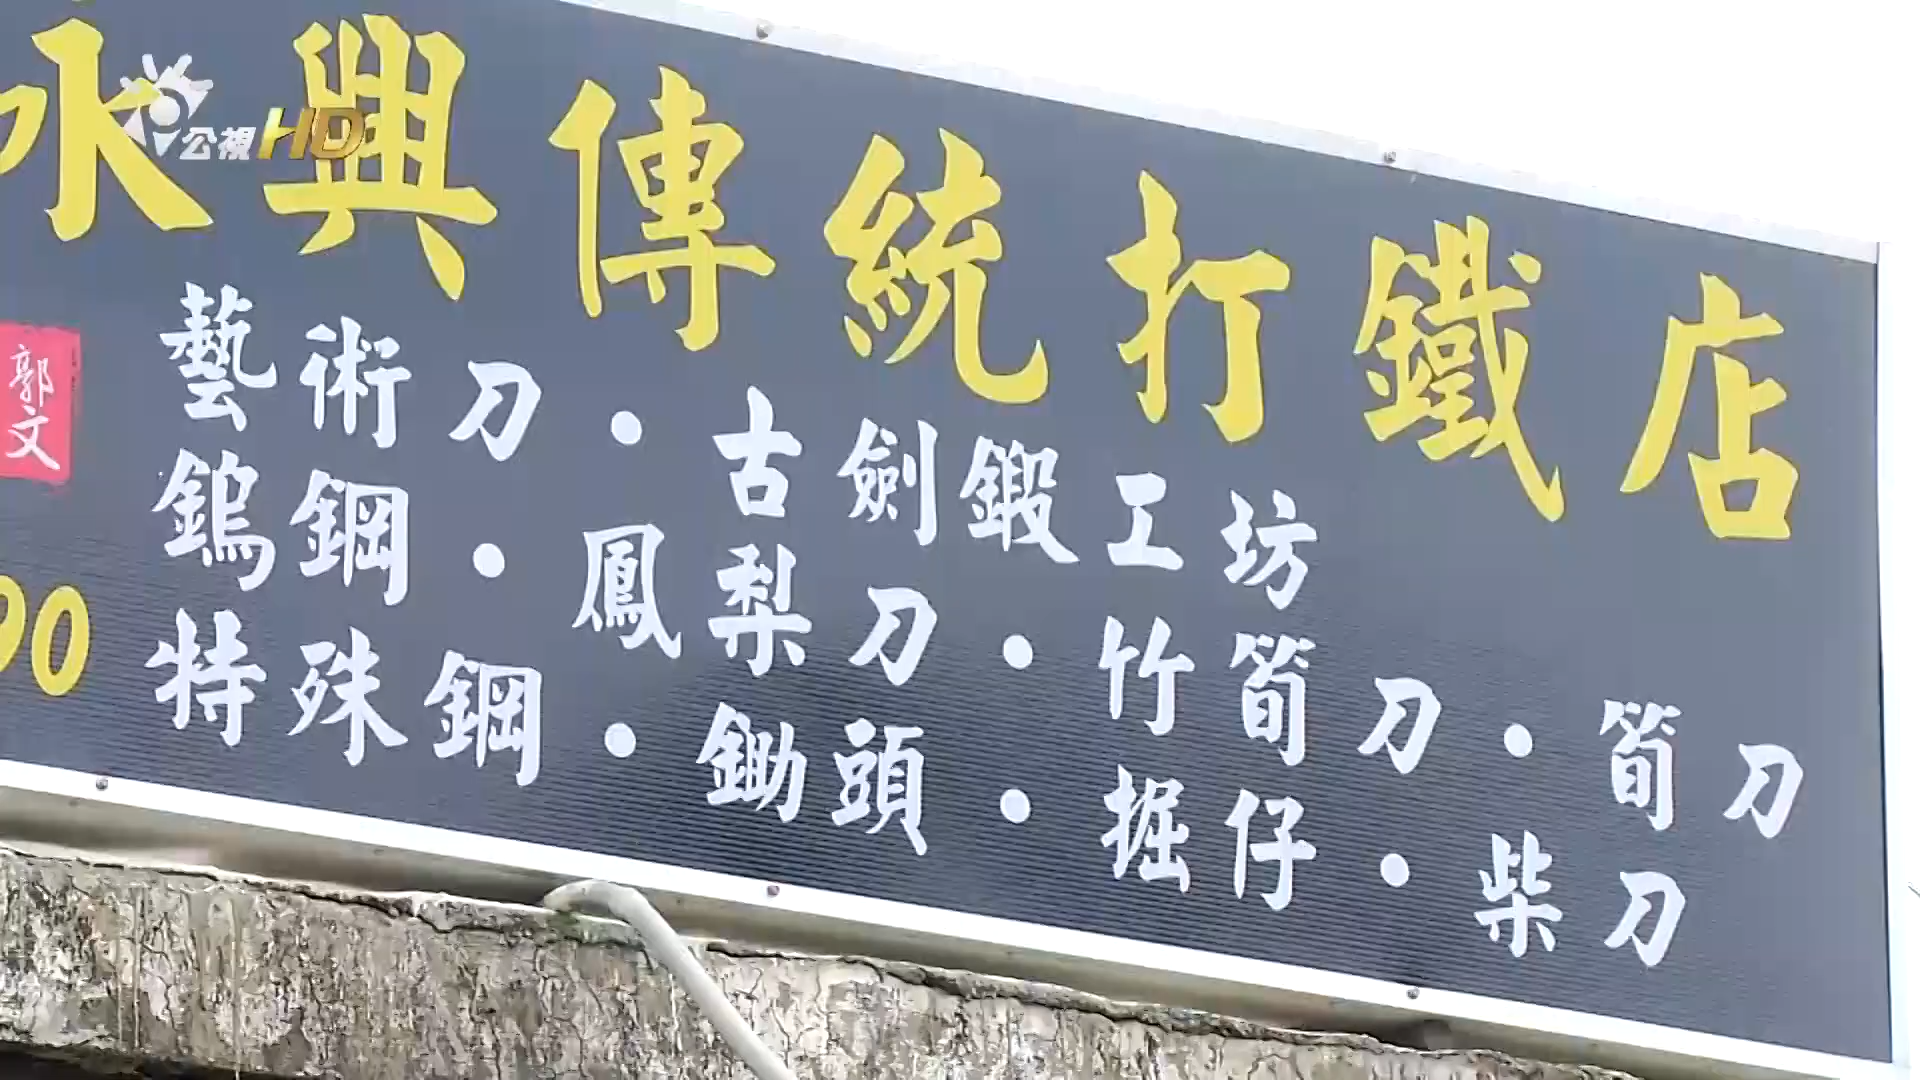 永興傳統打鐵店
公視HD
郭文
藝術刀・古劍鍛工坊
鎢鋼・鳳梨刀・竹筍刀・筍刀
90
特殊鋼・鋤頭・掘仔・柴刀